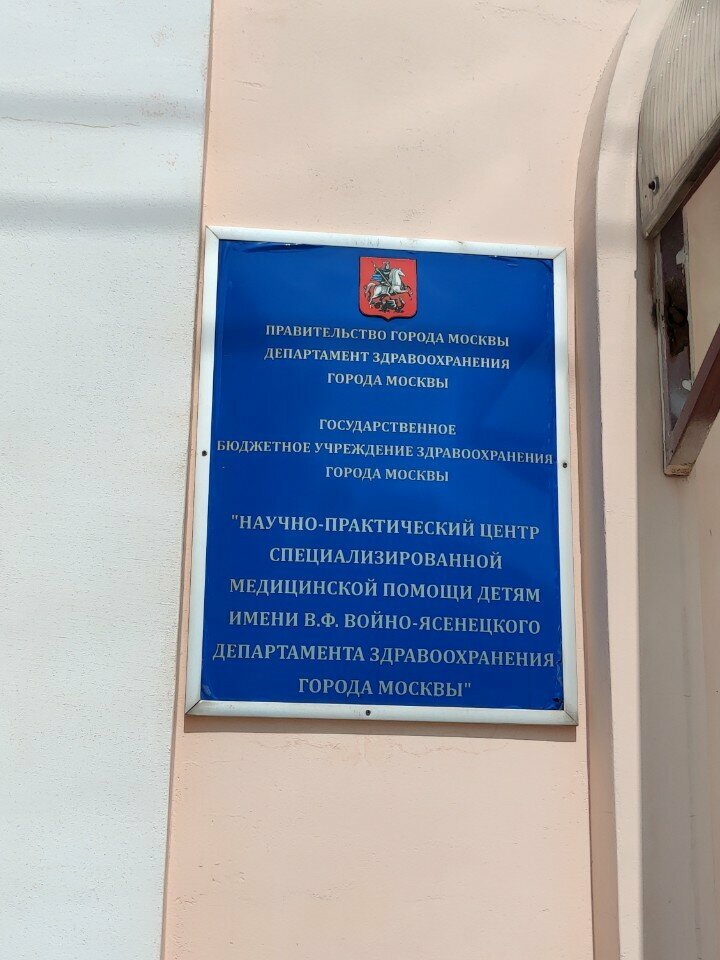 ПРАВИТЕЛЬСТВО ГОРОДА МОСКВЫ
ДЕПАРТАМЕНТ ЗДРАВООХРАНЕНИЯ
ГОРОДА МОСКВЫ
ГОСУДАРСТВЕННОЕ
БЮДЖЕТНОЕ УЧРЕЖДЕНИЕ ЗДРАВООХРАНЕНИЯ
ГОРОДА МОСКВЫ
"НАУЧНО-ПРАКТИЧЕСКИЙ ЦЕНТР
СПЕЦИАЛИЗИРОВАННОЙ
МЕДИЦИНСКОЙ ПОМОЩИ ДЕТЯМ
ИМЕНИ В.Ф. ВОЙНО-ЯСЕНЕЦКОГО
ДЕПАРТАМЕНТА ЗДРАВООХРАНЕНИЯ
ГОРОДА МОСКВЫ"